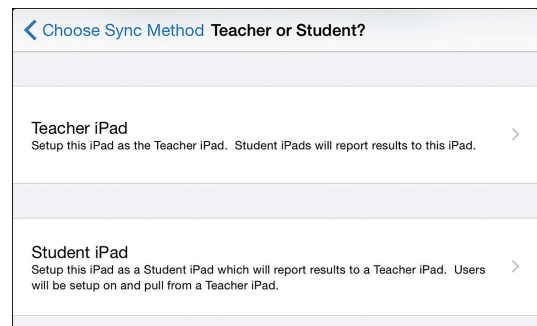 Choose Sync Method Teacher or Student?
Teacher iPad
Setup this iPad as the Teacher iPad. Student iPads will report results to this iPad.
Student iPad
Setup this iPad as a Student iPad which will report results to a Teacher iPad. Users
will be setup on and pull from a Teacher iPad.